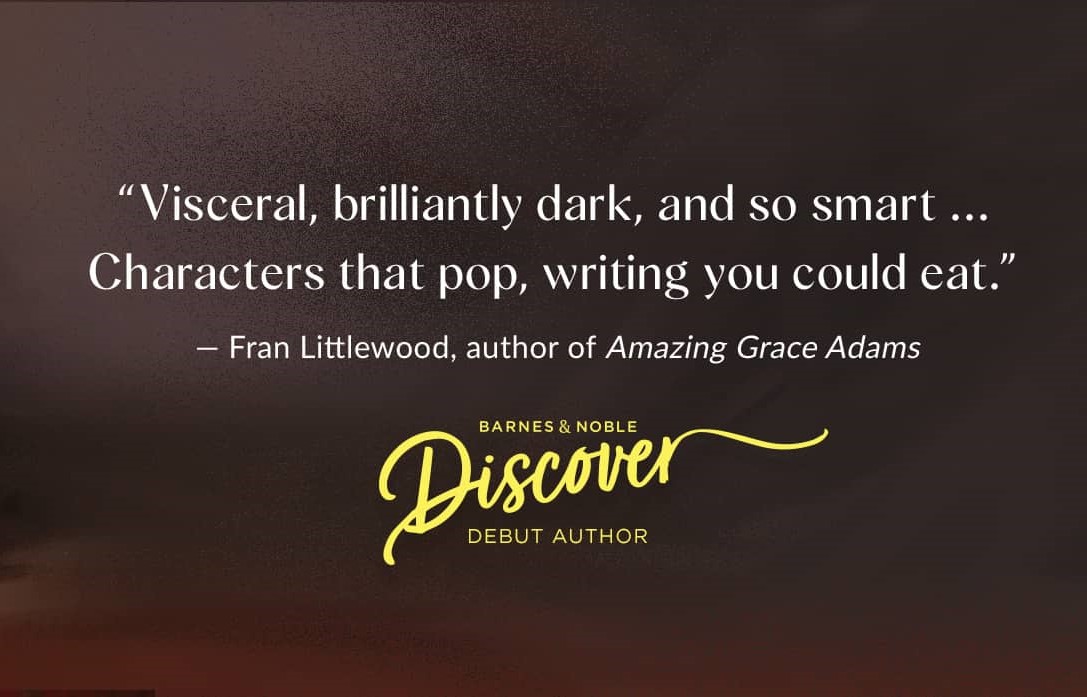 “Visceral, brilliantly dark, and so smart ...
Characters that pop, writing you could eat.”
— Fran Littlewood, author of Amazing Grace Adams
BARNES & NOBLE
Discover
DEBUT AUTHOR